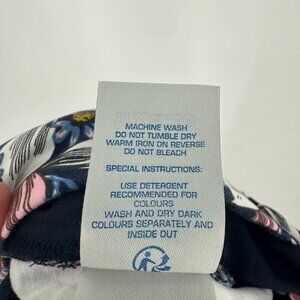 MACHINE WASH
DO NOT TUMBLE DRY
WARM IRON ON REVERSE
DO NOT BLEACH
SPECIAL INSTRUCTIONS:
USE DETERGENT
RECOMMENDED FOR
COLOURS
WASH AND DRY DARK
COLOURS SEPARATELY AND
INSIDE OUT